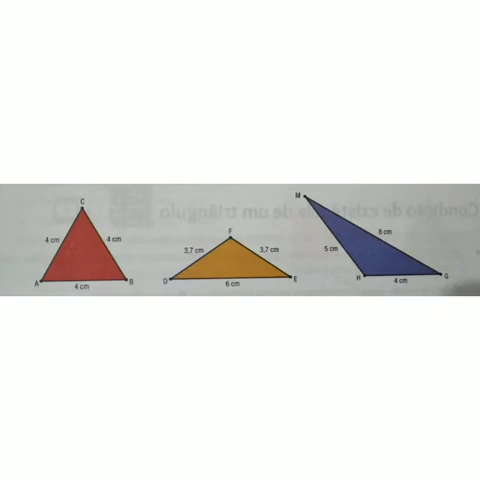 Condição de existência de um triângulo
C
4 cm
4 cm
A
4 cm
B
F
3,7 cm
3,7 cm
D
6 cm
E
M
8 cm
5 cm
H
4 cm
G